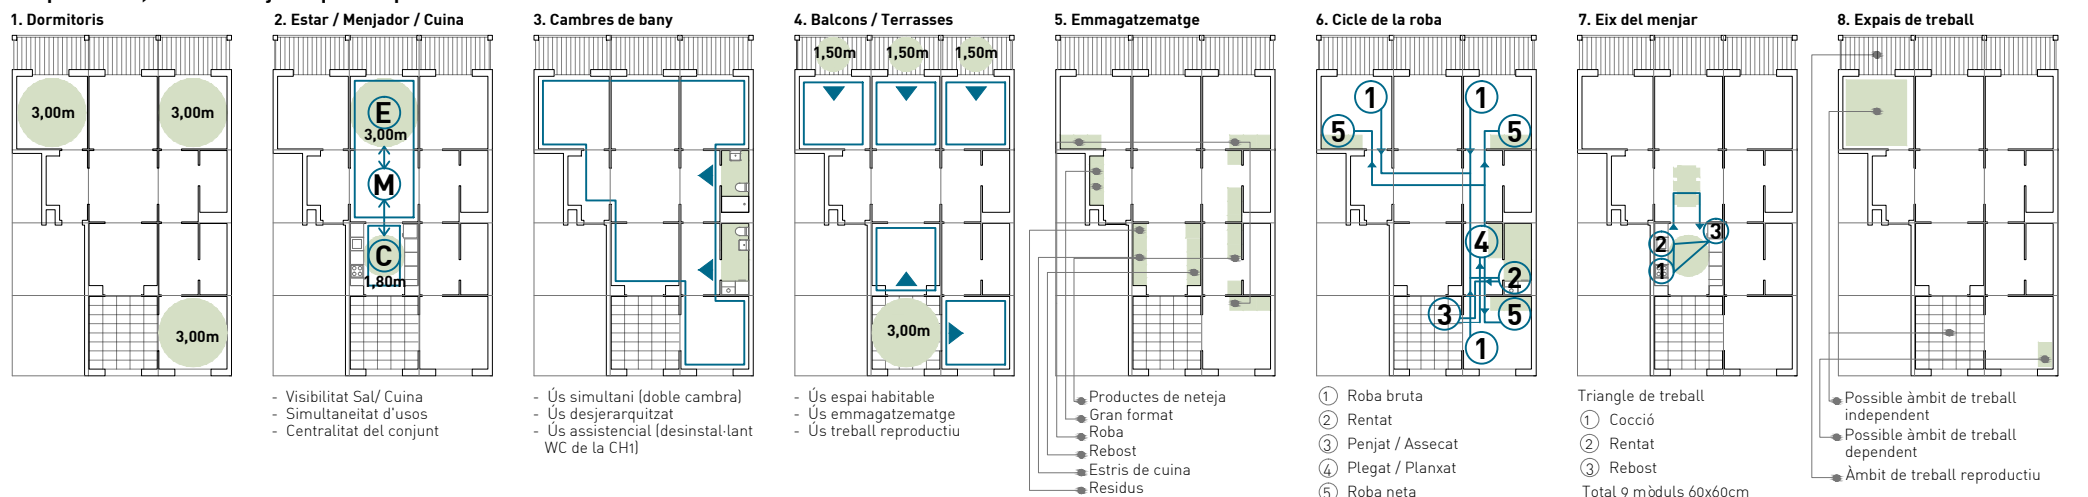 1. Dormitoris
3,00m
3,00m
3,00m
2. Estar / Menjador / Cuina
E
3,00m
M
C
1,80m
- Visibilitat Sal/ Cuina
- Simultaneitat d'usos
- Centralitat del conjunt
3. Cambres de bany
- Ús simultani (doble cambra)
- Ús desjerarquitzat
- Ús assistencial (desinstal·lant
WC de la CH1)
4. Balcons / Terrasses
1,50m 1,50m 1,50m
3,00m
- Ús espai habitable
- Ús emmagatzematge
- Ús treball reproductiu
5. Emmagatzematge
Productes de neteja
Gran format
Roba
Rebost
Estris de cuina
Residus
6. Cicle de la roba
1 1
5 5
4
2
3 5
1
1 Roba bruta
2 Rentat
3 Penjat / Assecat
4 Plegat / Planxat
5 Roba neta
7. Eix del menjar
2 3
1
Triangle de treball
1 Cocció
2 Rentat
3 Rebost
Total 9 mòduls 60x60cm
8. Expais de treball
Possible àmbit de treball
independent
Possible àmbit de treball
dependent
Àmbit de treball reproductiu